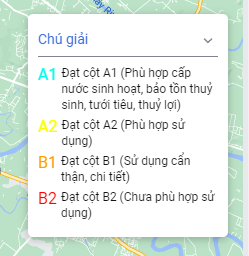 Chú giải
A1 Đạt cột A1 (Phù hợp cấp
nước sinh hoạt, bảo tồn thuỷ
sinh, tưới tiêu, thuỷ lợi)
A2 Đạt cột A2 (Phù hợp sử
dụng)
B1 Đạt cột B1 (Sử dụng cẩn
thận, chi tiết)
B2 Đạt cột B2 (Chưa phù hợp sử
dụng)